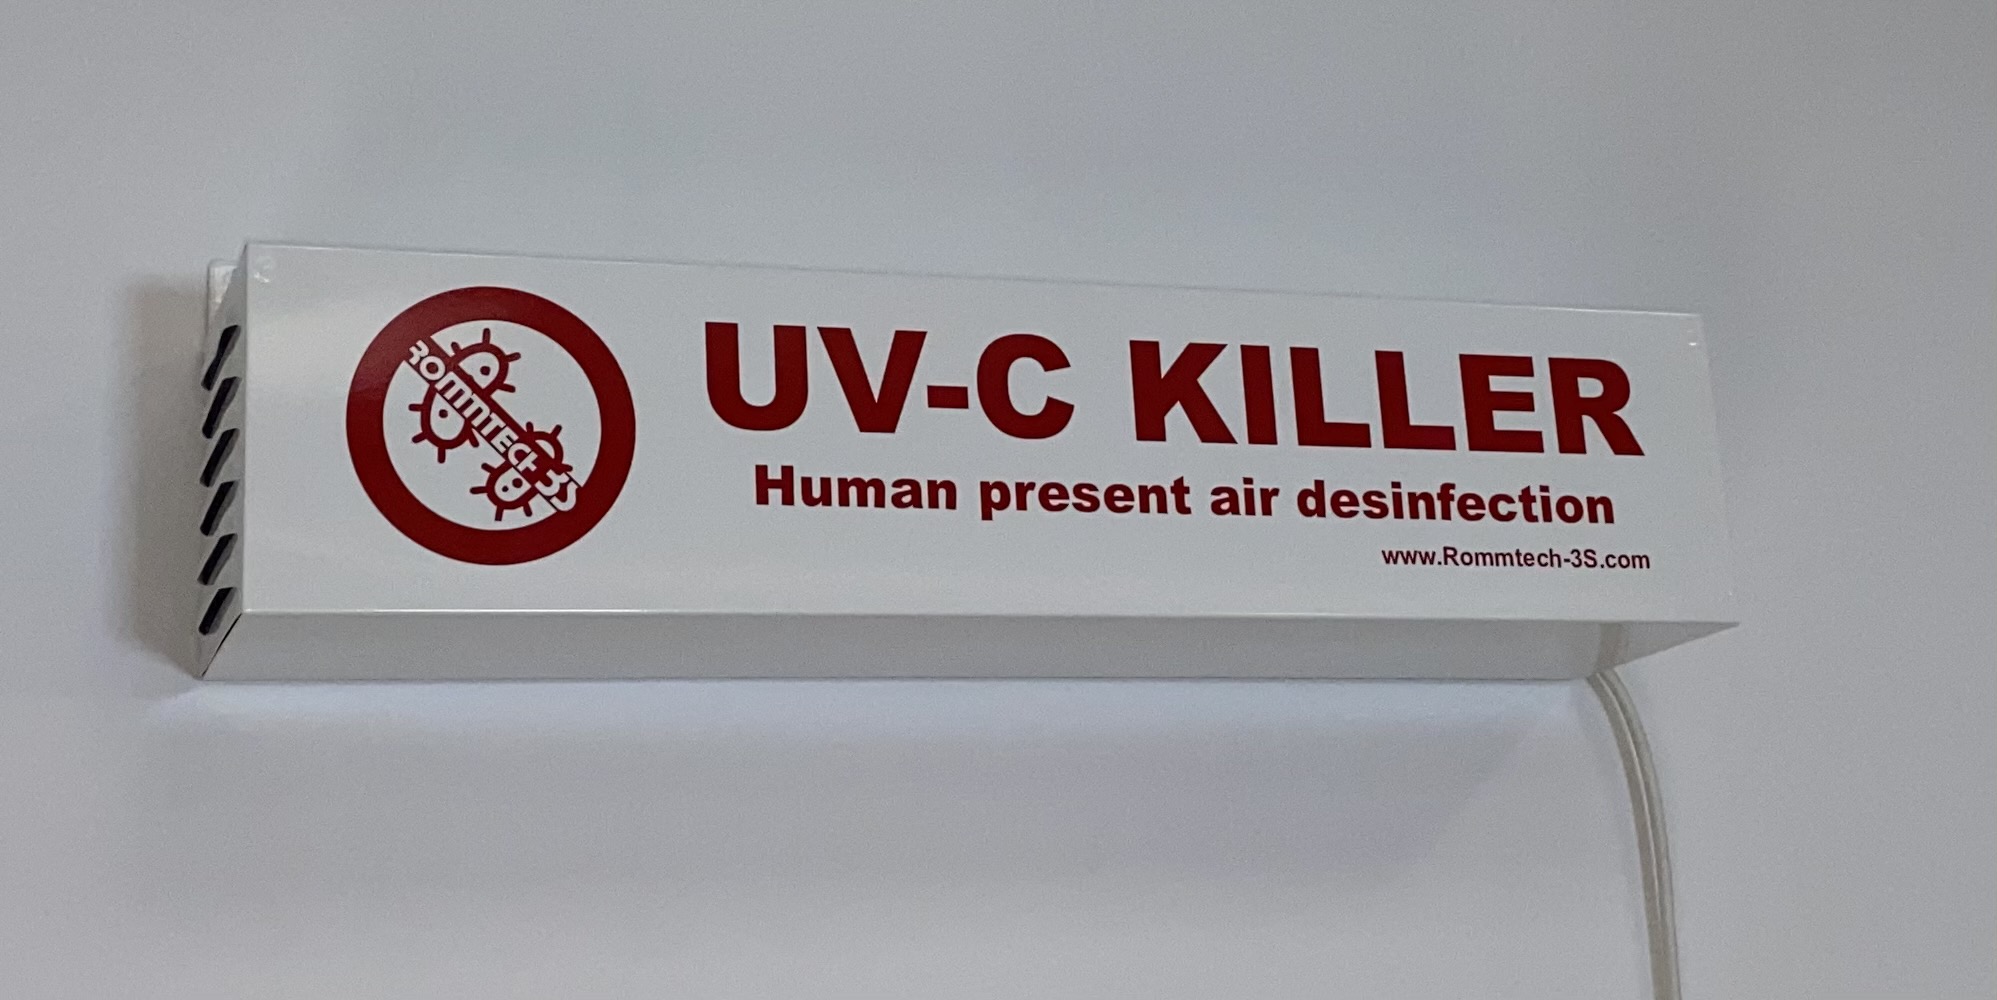 ROMMTECH-3S
UV-C KILLER
Human present air desinfection
www.Rommtech-3S.com